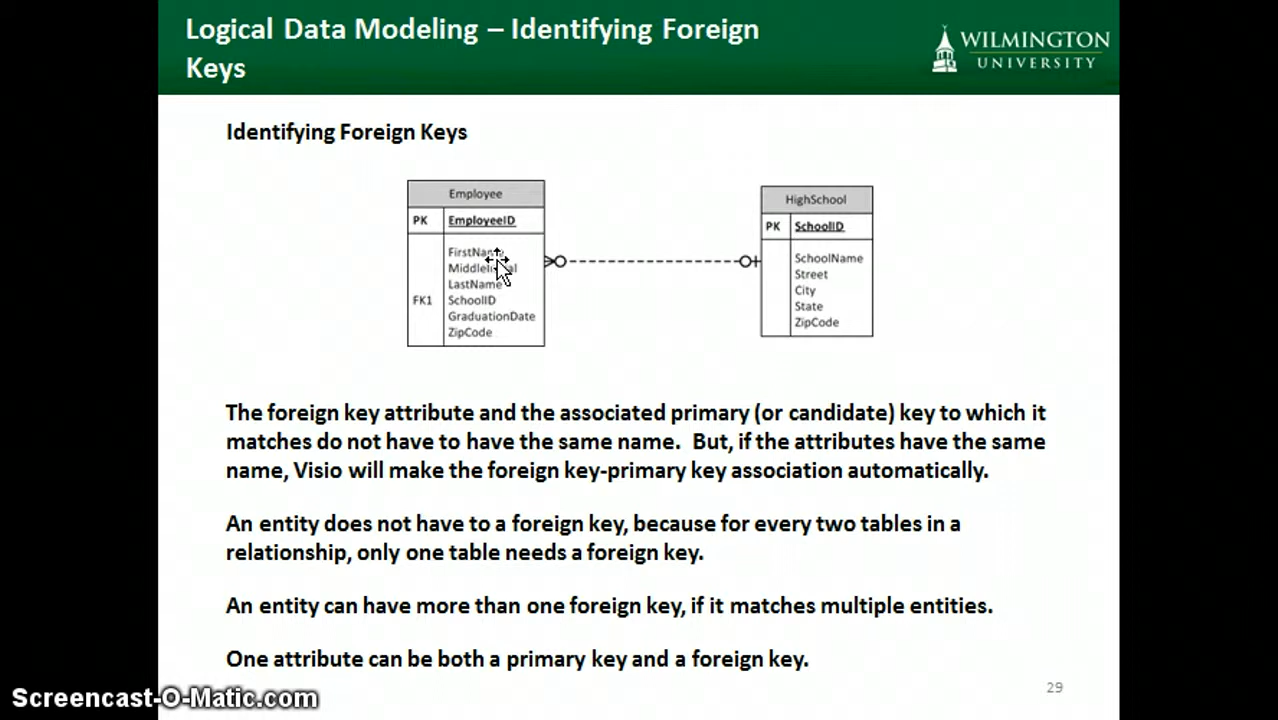 Logical Data Modeling – Identifying Foreign
Keys
WILMINGTON
UNIVERSITY
Identifying Foreign Keys
Employee
PK EmployeeID
FirstName
LastName
FK1 SchoolID
GraduationDate
ZipCode
HighSchool
PK SchoolID
SchoolName
Street
City
State
ZipCode
The foreign key attribute and the associated primary (or candidate) key to which it
matches do not have to have the same name. But, if the attributes have the same
name, Visio will make the foreign key-primary key association automatically.
An entity does not have to a foreign key, because for every two tables in a
relationship, only one table needs a foreign key.
An entity can have more than one foreign key, if it matches multiple entities.
One attribute can be both a primary key and a foreign key.
29
Screencast-O-Matic.com